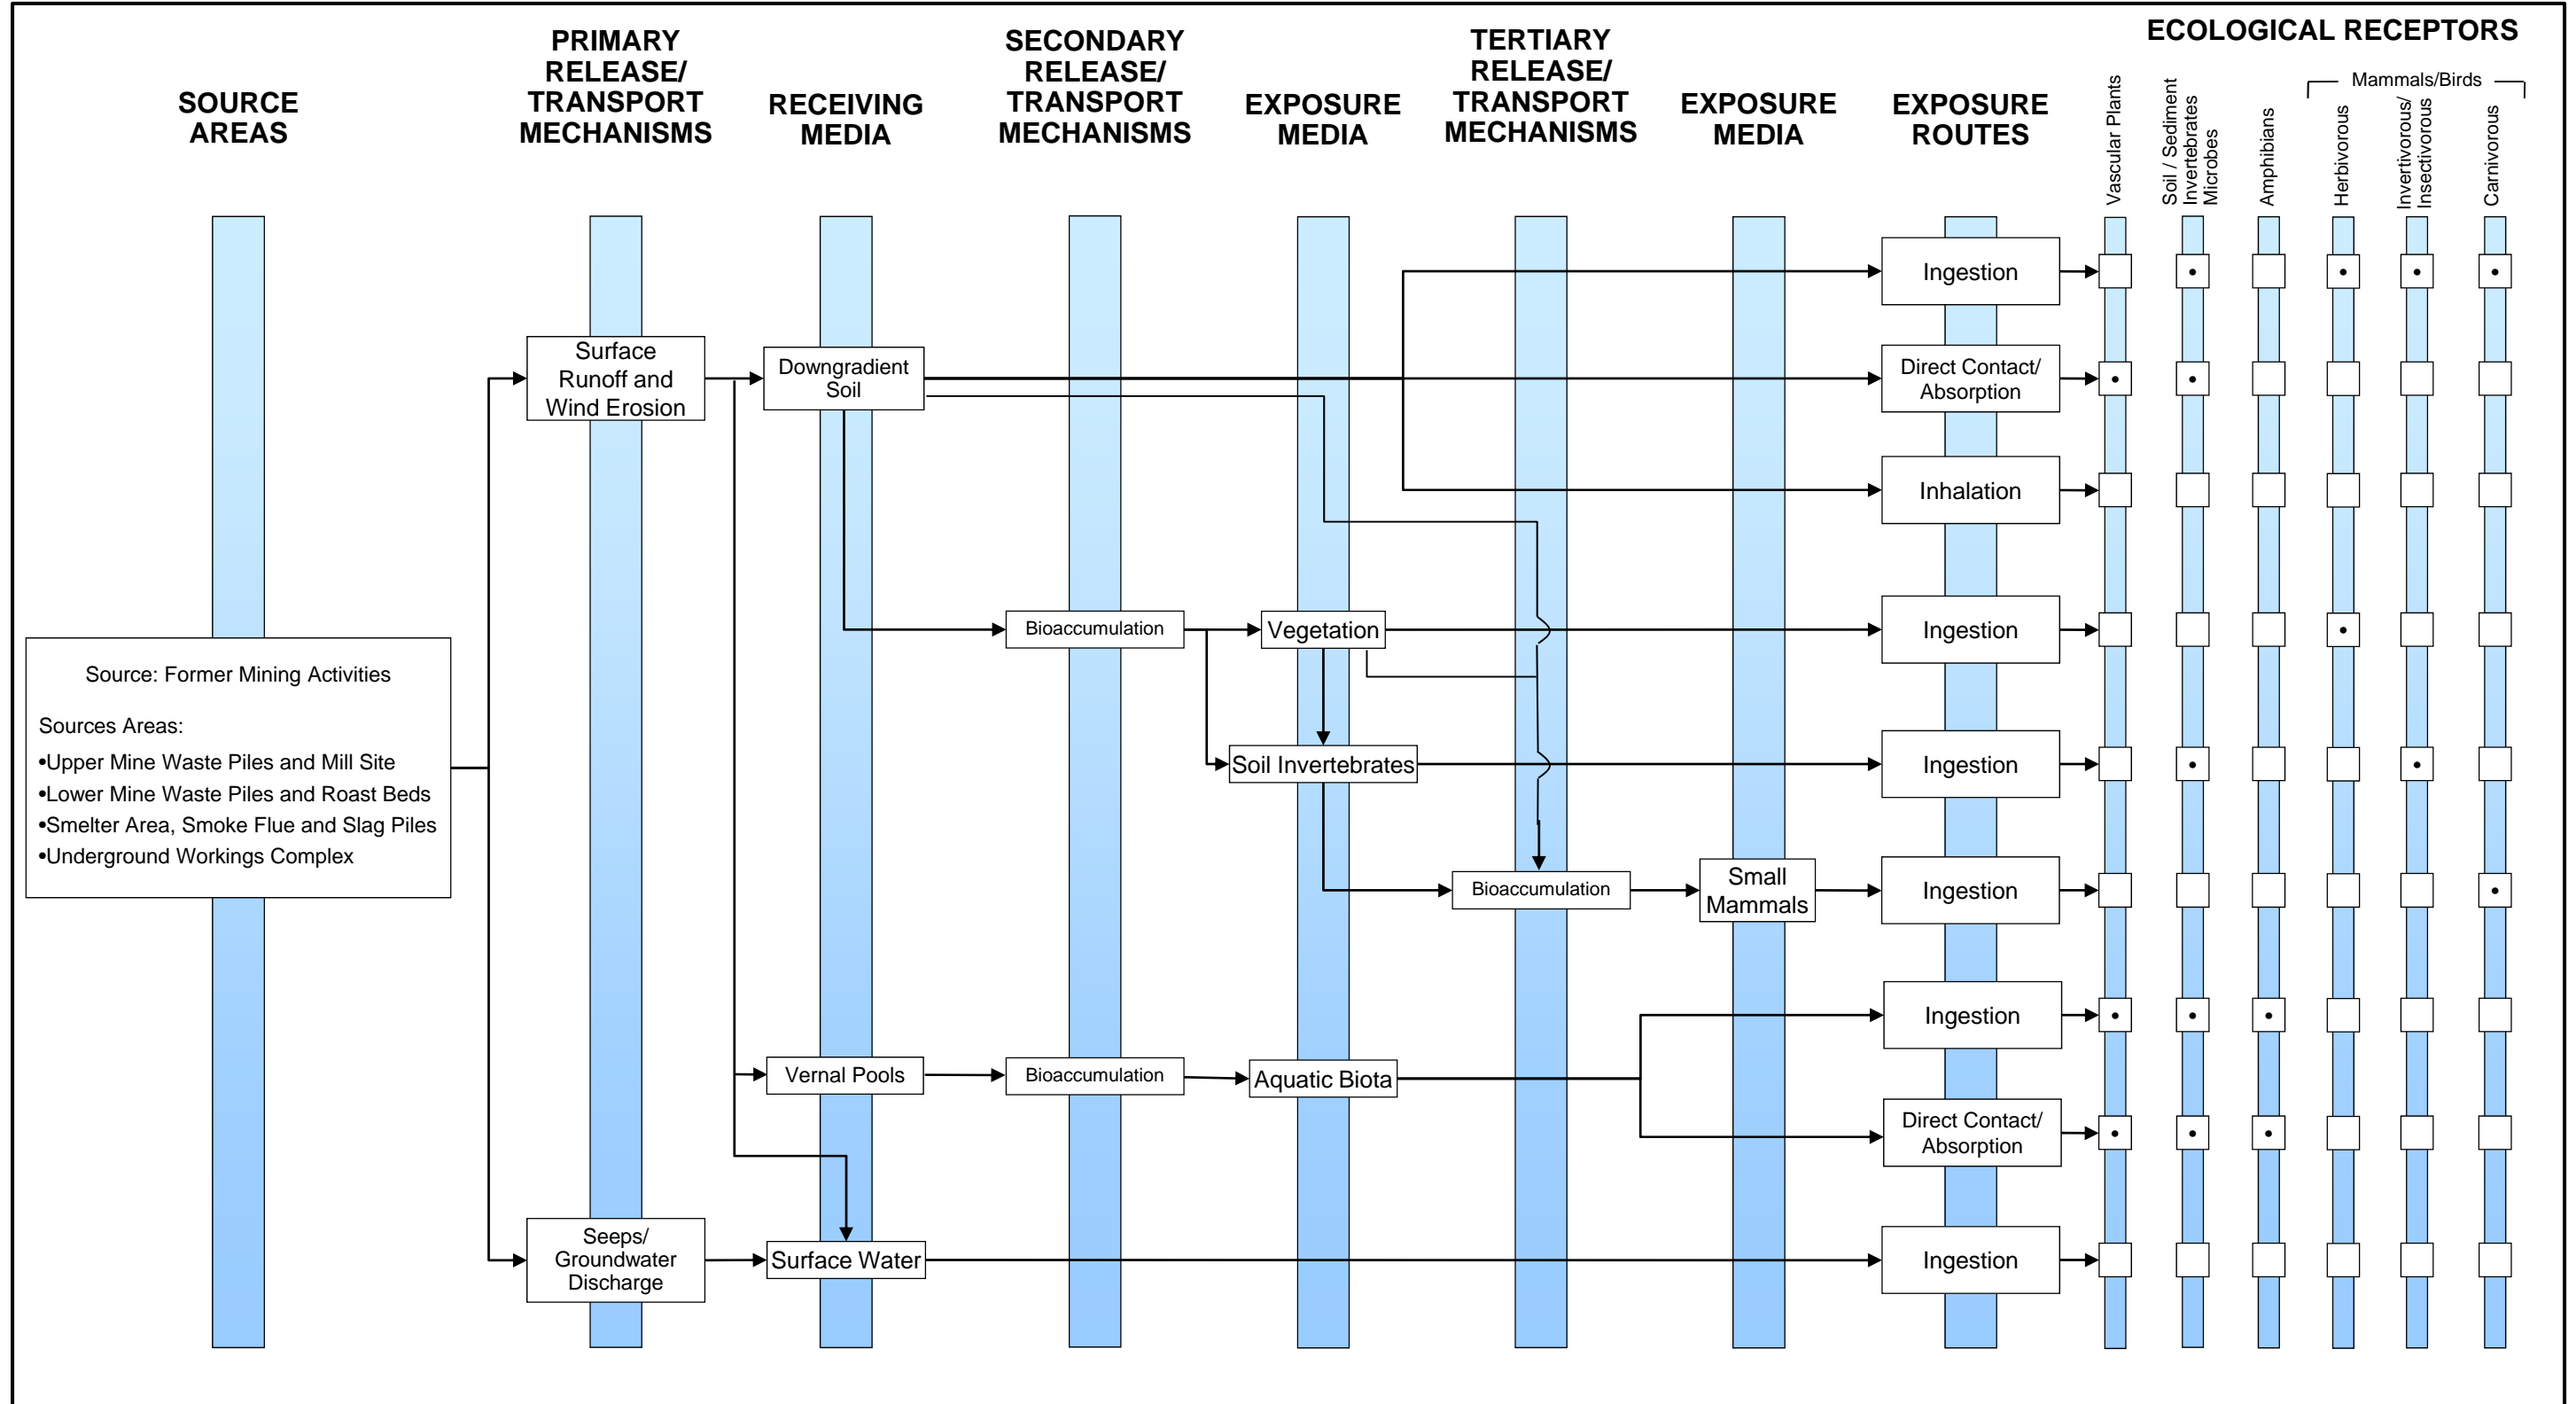 ECOLOGICAL RECEPTORS
SOURCE
AREAS
PRIMARY
RELEASE/
TRANSPORT
MECHANISMS
RECEIVING
MEDIA
SECONDARY
RELEASE/
TRANSPORT
MECHANISMS
EXPOSURE
MEDIA
TERTIARY
RELEASE/
TRANSPORT
MECHANISMS
EXPOSURE
MEDIA
EXPOSURE
ROUTES
Mammals/Birds
Vascular Plants
Soil / Sediment
Invertebrates
Microbes
Amphibians
Herbivorous
Invertivorous/
Insectivorous
Carnivorous
Ingestion
Surface
Runoff and
Wind Erosion
Downgradient
Soil
Direct Contact/
Absorption
Inhalation
Bioaccumulation
Vegetation
Ingestion
Source: Former Mining Activities
Sources Areas:
•Upper Mine Waste Piles and Mill Site
•Lower Mine Waste Piles and Roast Beds
•Smelter Area, Smoke Flue and Slag Piles
•Underground Workings Complex
Soil Invertebrates
Ingestion
Bioaccumulation
Small
Mammals
Ingestion
Ingestion
Vernal Pools
Bioaccumulation
Aquatic Biota
Direct Contact/
Absorption
Seeps/
Groundwater
Discharge
Surface Water
Ingestion